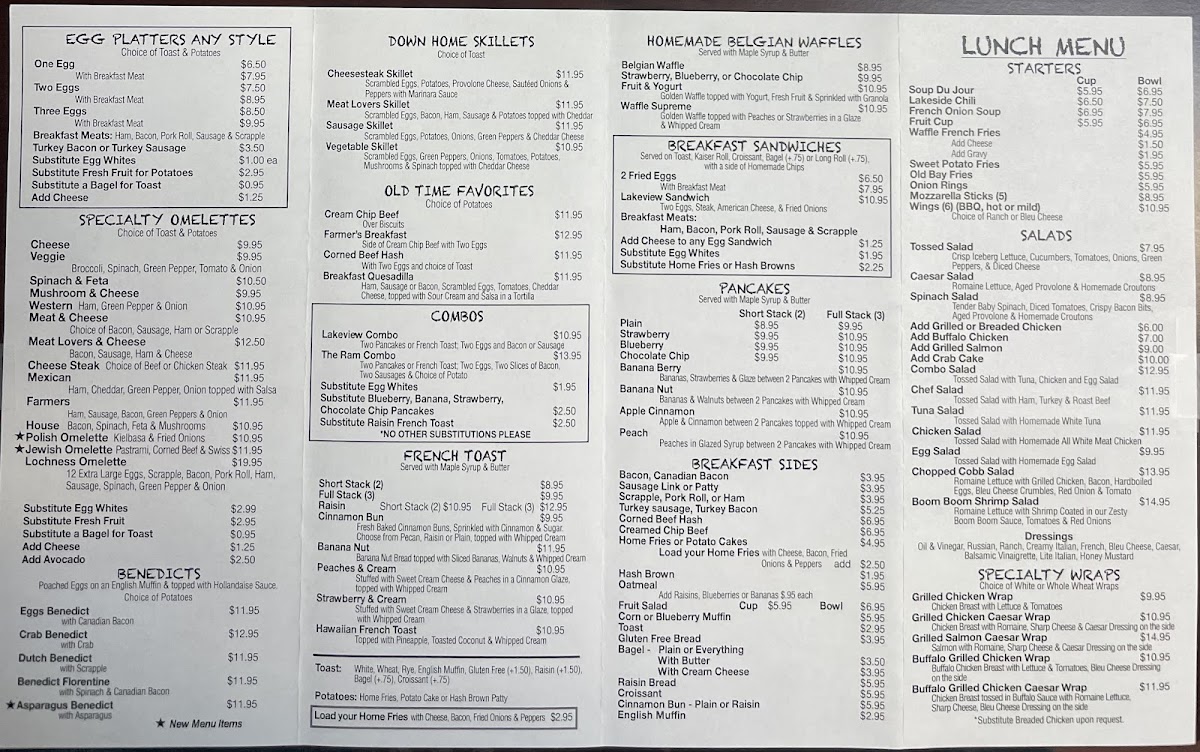 EGG PLATTERS ANY STYLE
Choice of Toast & Potatoes
One Egg $6.50
With Breakfast Meat $7.95
Two Eggs $7.50
With Breakfast Meat $8.95
Three Eggs $8.50
With Breakfast Meat $9.95
Breakfast Meats: Ham, Bacon, Pork Roll, Sausage & Scrapple
Turkey Bacon or Turkey Sausage $3.50
Substitute Egg Whites $1.00 ea
Substitute Fresh Fruit for Potatoes $2.95
Substitute a Bagel for Toast $0.95
Add Cheese $1.25
SPECIALTY OMELETTES
Choice of Toast & Potatoes
Cheese $9.95
Veggie $9.95
Broccoli, Spinach, Green Pepper, Tomato & Onion
Spinach & Feta $10.50
Mushroom & Cheese $9.95
Western Ham, Green Pepper & Onion $10.95
Meat & Cheese $10.95
Choice of Bacon, Sausage, Ham or Scrapple
Meat Lovers & Cheese $12.50
Bacon, Sausage, Ham & Cheese
Cheese Steak Choice of Beef or Chicken Steak $11.95
Mexican $11.95
Ham, Cheddar, Green Pepper, Onion topped with Salsa
Farmers $11.95
Ham, Sausage, Bacon, Green Peppers & Onion
House Bacon, Spinach, Feta & Mushrooms $10.95
★Polish Omelette Kielbasa & Fried Onions $10.95
★Jewish Omelette Pastrami, Corned Beef & Swiss $11.95
Lochness Omelette $19.95
12 Extra Large Eggs, Scrapple, Bacon, Pork Roll, Ham,
Sausage, Spinach, Green Pepper & Onion
Substitute Egg Whites $2.99
Substitute Fresh Fruit $2.95
Substitute a Bagel for Toast $0.95
Add Cheese $1.25
Add Avocado $2.50
BENEDICTS
Poached Eggs on an English Muffin & topped with Hollandaise Sauce.
Choice of Potatoes
Eggs Benedict $11.95
with Canadian Bacon
Crab Benedict $12.95
with Crab
Dutch Benedict $11.95
with Scrapple
Benedict Florentine $11.95
with Spinach & Canadian Bacon
★Asparagus Benedict $11.95
with Asparagus
★ New Menu Items
DOWN HOME SKILLETS
Choice of Toast
Cheesesteak Skillet $11.95
Scrambled Eggs, Potatoes, Provolone Cheese, Sautéed Onions &
Peppers with Marinara Sauce
Meat Lovers Skillet $11.95
Scrambled Eggs, Bacon, Ham, Sausage & Potatoes topped with Cheddar
Sausage Skillet $11.95
Scrambled Eggs, Potatoes, Onions, Green Peppers & Cheddar Cheese
Vegetable Skillet $10.95
Scrambled Eggs, Green Peppers, Onions, Tomatoes, Potatoes,
Mushrooms & Spinach topped with Cheddar Cheese
OLD TIME FAVORITES
Choice of Potatoes
Cream Chip Beef $11.95
Over Biscuits
Farmer's Breakfast $12.95
Side of Cream Chip Beef with Two Eggs
Corned Beef Hash $11.95
With Two Eggs and choice of Toast
Breakfast Quesadilla $11.95
Ham, Sausage or Bacon, Scrambled Eggs, Tomatoes, Cheddar
Cheese, topped with Sour Cream and Salsa in a Tortilla
COMBOS
Lakeview Combo $10.95
Two Pancakes or French Toast; Two Eggs and Bacon or Sausage
The Ram Combo $13.95
Two Pancakes or French Toast; Two Eggs, Two Slices of Bacon,
Two Sausages & Choice of Potato
Substitute Egg Whites $1.95
Substitute Blueberry, Banana, Strawberry,
Chocolate Chip Pancakes $2.50
Substitute Raisin French Toast $2.50
*NO OTHER SUBSTITUTIONS PLEASE
FRENCH TOAST
Served with Maple Syrup & Butter
Short Stack (2) $8.95
Full Stack (3) $9.95
Raisin Short Stack (2) $10.95 Full Stack (3) $12.95
Cinnamon Bun $9.95
Fresh Baked Cinnamon Buns, Sprinkled with Cinnamon & Sugar.
Choose from Pecan, Raisin or Plain, topped with Whipped Cream
Banana Nut $11.95
Banana Nut Bread topped with Sliced Bananas, Walnuts & Whipped Cream
Peaches & Cream $10.95
Stuffed with Sweet Cream Cheese & Peaches in a Cinnamon Glaze,
topped with Whipped Cream
Strawberry & Cream $10.95
Stuffed with Sweet Cream Cheese & Strawberries in a Glaze, topped
with Whipped Cream
Hawaiian French Toast $10.95
Topped with Pineapple, Toasted Coconut & Whipped Cream
Toast: White, Wheat, Rye, English Muffin, Gluten Free (+1.50), Raisin (+1.50),
Bagel (+.75), Croissant (+.75)
Potatoes: Home Fries, Potato Cake or Hash Brown Patty
Load your Home Fries with Cheese, Bacon, Fried Onions & Peppers $2.95
HOMEMADE BELGIAN WAFFLES
Served with Maple Syrup & Butter
Belgian Waffle $8.95
Strawberry, Blueberry, or Chocolate Chip $9.95
Fruit & Yogurt $10.95
Golden Waffle topped with Yogurt, Fresh Fruit & Sprinkled with Granola
Waffle Supreme $10.95
Golden Waffle topped with Peaches or Strawberries in a Glaze
& Whipped Cream
BREAKFAST SANDWICHES
Served on Toast, Kaiser Roll, Croissant, Bagel (+.75) or Long Roll (+.75),
with a side of Homemade Chips
2 Fried Eggs $6.50
With Breakfast Meat $7.95
Lakeview Sandwich $10.95
Two Eggs, Steak, American Cheese, & Fried Onions
Breakfast Meats:
Ham, Bacon, Pork Roll, Sausage & Scrapple
Add Cheese to any Egg Sandwich $1.25
Substitute Egg Whites $1.95
Substitute Home Fries or Hash Browns $2.25
PANCAKES
Served with Maple Syrup & Butter
Short Stack (2) Full Stack (3)
Plain $8.95 $9.95
Strawberry $9.95 $10.95
Blueberry $9.95 $10.95
Chocolate Chip $9.95 $10.95
Banana Berry $10.95
Bananas, Strawberries & Glaze between 2 Pancakes with Whipped Cream
Banana Nut $10.95
Bananas & Walnuts between 2 Pancakes with Whipped Cream
Apple Cinnamon $10.95
Apple & Cinnamon between 2 Pancakes topped with Whipped Cream
Peach $10.95
Peaches in Glazed Syrup between 2 Pancakes with Whipped Cream
BREAKFAST SIDES
Bacon, Canadian Bacon $3.95
Sausage Link or Patty $3.95
Scrapple, Pork Roll, or Ham $3.95
Turkey sausage, Turkey Bacon $5.25
Corned Beef Hash $6.95
Creamed Chip Beef $6.95
Home Fries or Potato Cakes $4.95
Load your Home Fries with Cheese, Bacon, Fried
Onions & Peppers add $2.50
Hash Brown $1.95
Oatmeal $5.95
Add Raisins, Blueberries or Bananas $.95 each
Fruit Salad Cup $5.95 Bowl $6.95
Corn or Blueberry Muffin $5.95
Toast $2.95
Gluten Free Bread $3.95
Bagel - Plain or Everything
With Butter $3.50
With Cream Cheese $3.95
Raisin Bread $5.95
Croissant $5.95
Cinnamon Bun - Plain or Raisin $5.95
English Muffin $2.95
LUNCH MENU
STARTERS
Cup Bowl
Soup Du Jour $5.95 $6.95
Lakeside Chili $6.50 $7.50
French Onion Soup $6.95 $7.95
Fruit Cup $5.95 $6.95
Waffle French Fries $4.95
Add Cheese $1.50
Add Gravy $1.95
Sweet Potato Fries $5.95
Old Bay Fries $5.95
Onion Rings $5.95
Mozzarella Sticks (5) $8.95
Wings (6) (BBQ, hot or mild) $10.95
Choice of Ranch or Bleu Cheese
SALADS
Tossed Salad $7.95
Crisp Iceberg Lettuce, Cucumbers, Tomatoes, Onions, Green
Peppers, & Diced Cheese
Caesar Salad $8.95
Romaine Lettuce, Aged Provolone & Homemade Croutons
Spinach Salad $8.95
Tender Baby Spinach, Diced Tomatoes, Crispy Bacon Bits,
Aged Provolone & Homemade Croutons
Add Grilled or Breaded Chicken $6.00
Add Buffalo Chicken $7.00
Add Grilled Salmon $9.00
Add Crab Cake $10.00
Combo Salad $12.95
Tossed Salad with Tuna, Chicken and Egg Salad
Chef Salad $11.95
Tossed Salad with Ham, Turkey & Roast Beef
Tuna Salad $11.95
Tossed Salad with Homemade White Tuna
Chicken Salad $11.95
Tossed Salad with Homemade All White Meat Chicken
Egg Salad $9.95
Tossed Salad with Homemade Egg Salad
Chopped Cobb Salad $13.95
Romaine Lettuce with Grilled Chicken, Bacon, Hardboiled
Eggs, Bleu Cheese Crumbles, Red Onion & Tomato
Boom Boom Shrimp Salad $14.95
Romaine Lettuce with Shrimp Coated in our Zesty
Boom Boom Sauce, Tomatoes & Red Onions
Dressings
Oil & Vinegar, Russian, Ranch, Creamy Italian, French, Bleu Cheese, Caesar,
Balsamic Vinaigrette, Lite Italian, Honey Mustard
SPECIALTY WRAPS
Choice of White or Whole Wheat Wraps
Grilled Chicken Wrap $9.95
Chicken Breast with Lettuce & Tomatoes
Grilled Chicken Caesar Wrap $10.95
Chicken Breast with Romaine, Sharp Cheese & Caesar Dressing on the side
Grilled Salmon Caesar Wrap $14.95
Salmon with Romaine, Sharp Cheese & Caesar Dressing on the side
Buffalo Grilled Chicken Wrap $10.95
Buffalo Chicken Breast with Lettuce & Tomatoes, Bleu Cheese Dressing
on the side
Buffalo Grilled Chicken Caesar Wrap $11.95
Chicken Breast tossed in Buffalo Sauce with Romaine Lettuce,
Sharp Cheese, Bleu Cheese Dressing on the side
*Substitute Breaded Chicken upon request.